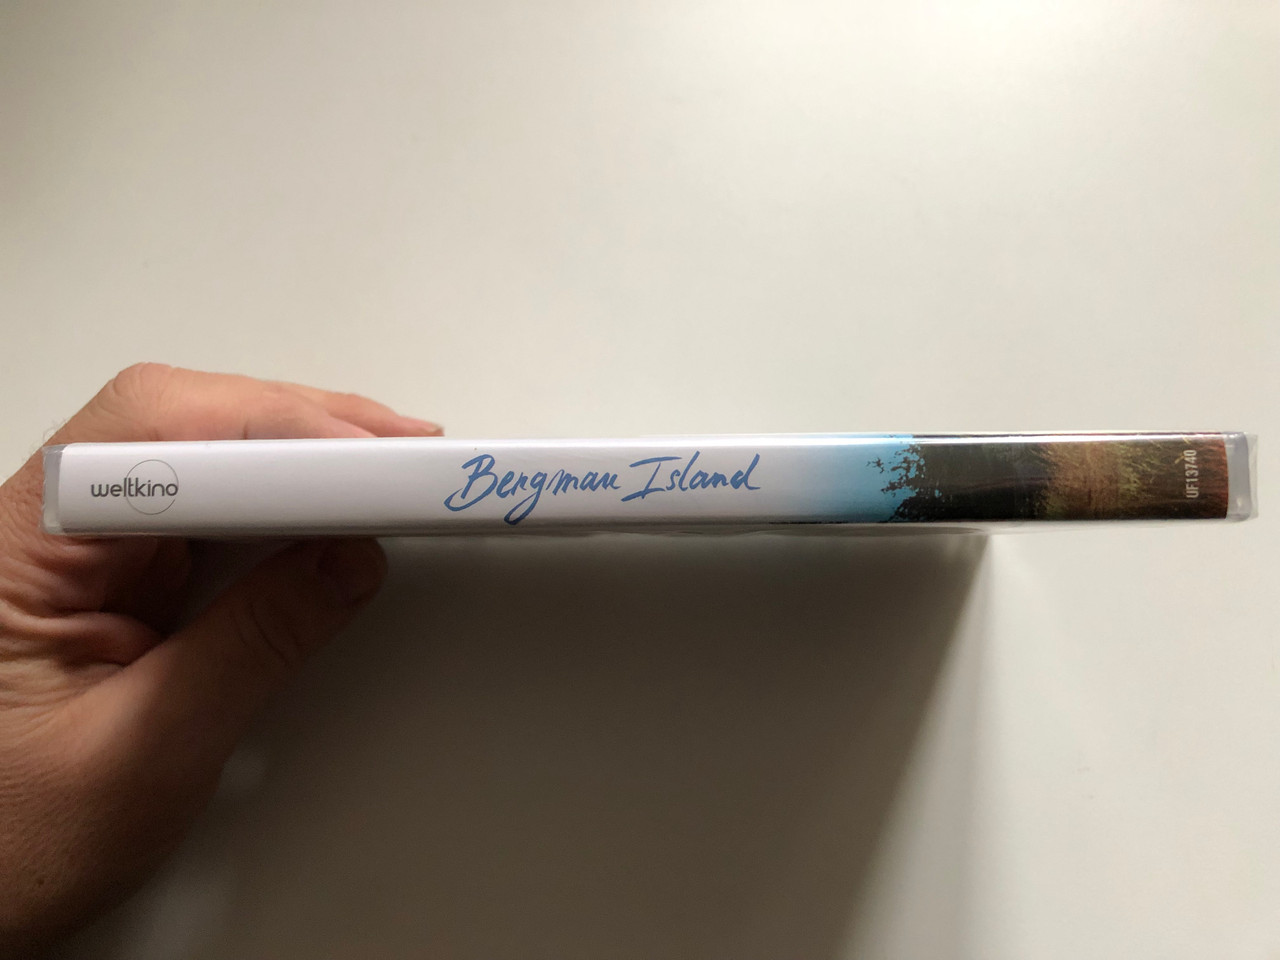 weltkino
Bergman Island
UF13740